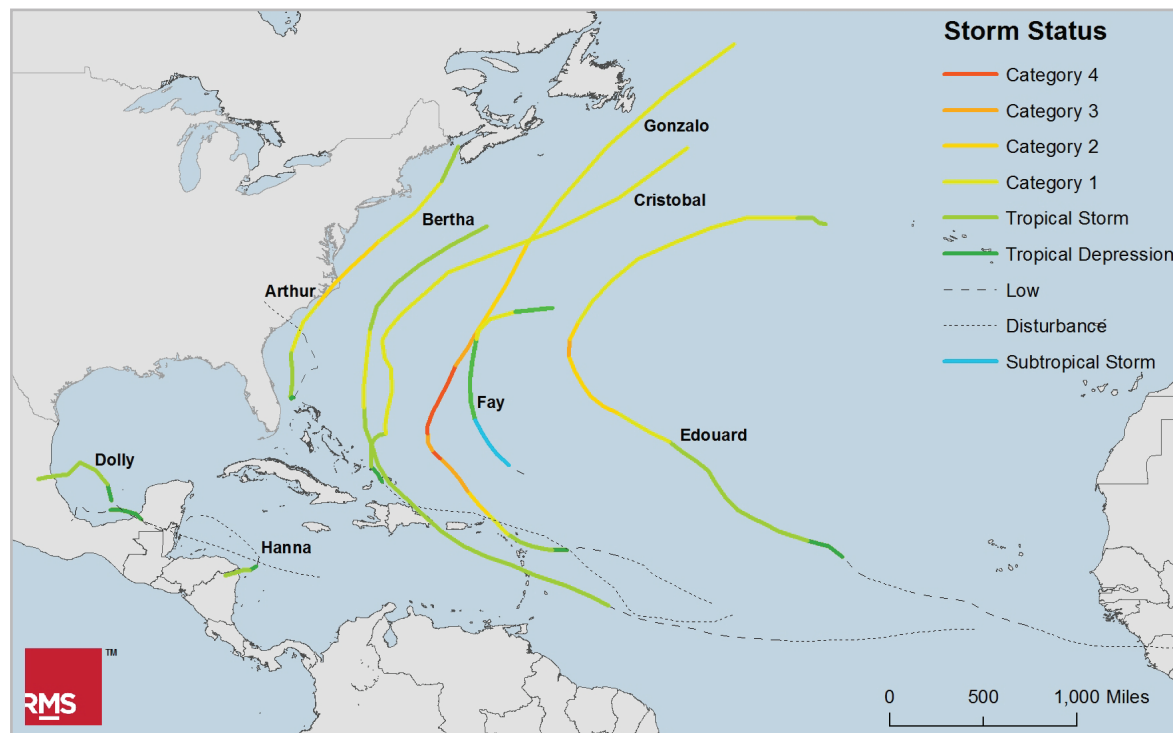 Storm Status
Category 4
Category 3
Category 2
Category 1
Tropical Storm
Tropical Depression
Low
Disturbance
Subtropical Storm
Gonzalo
Cristobal
Bertha
Arthur
Fay
Edouard
Dolly
Hanna
RMS
TM
0 500 1,000 Miles